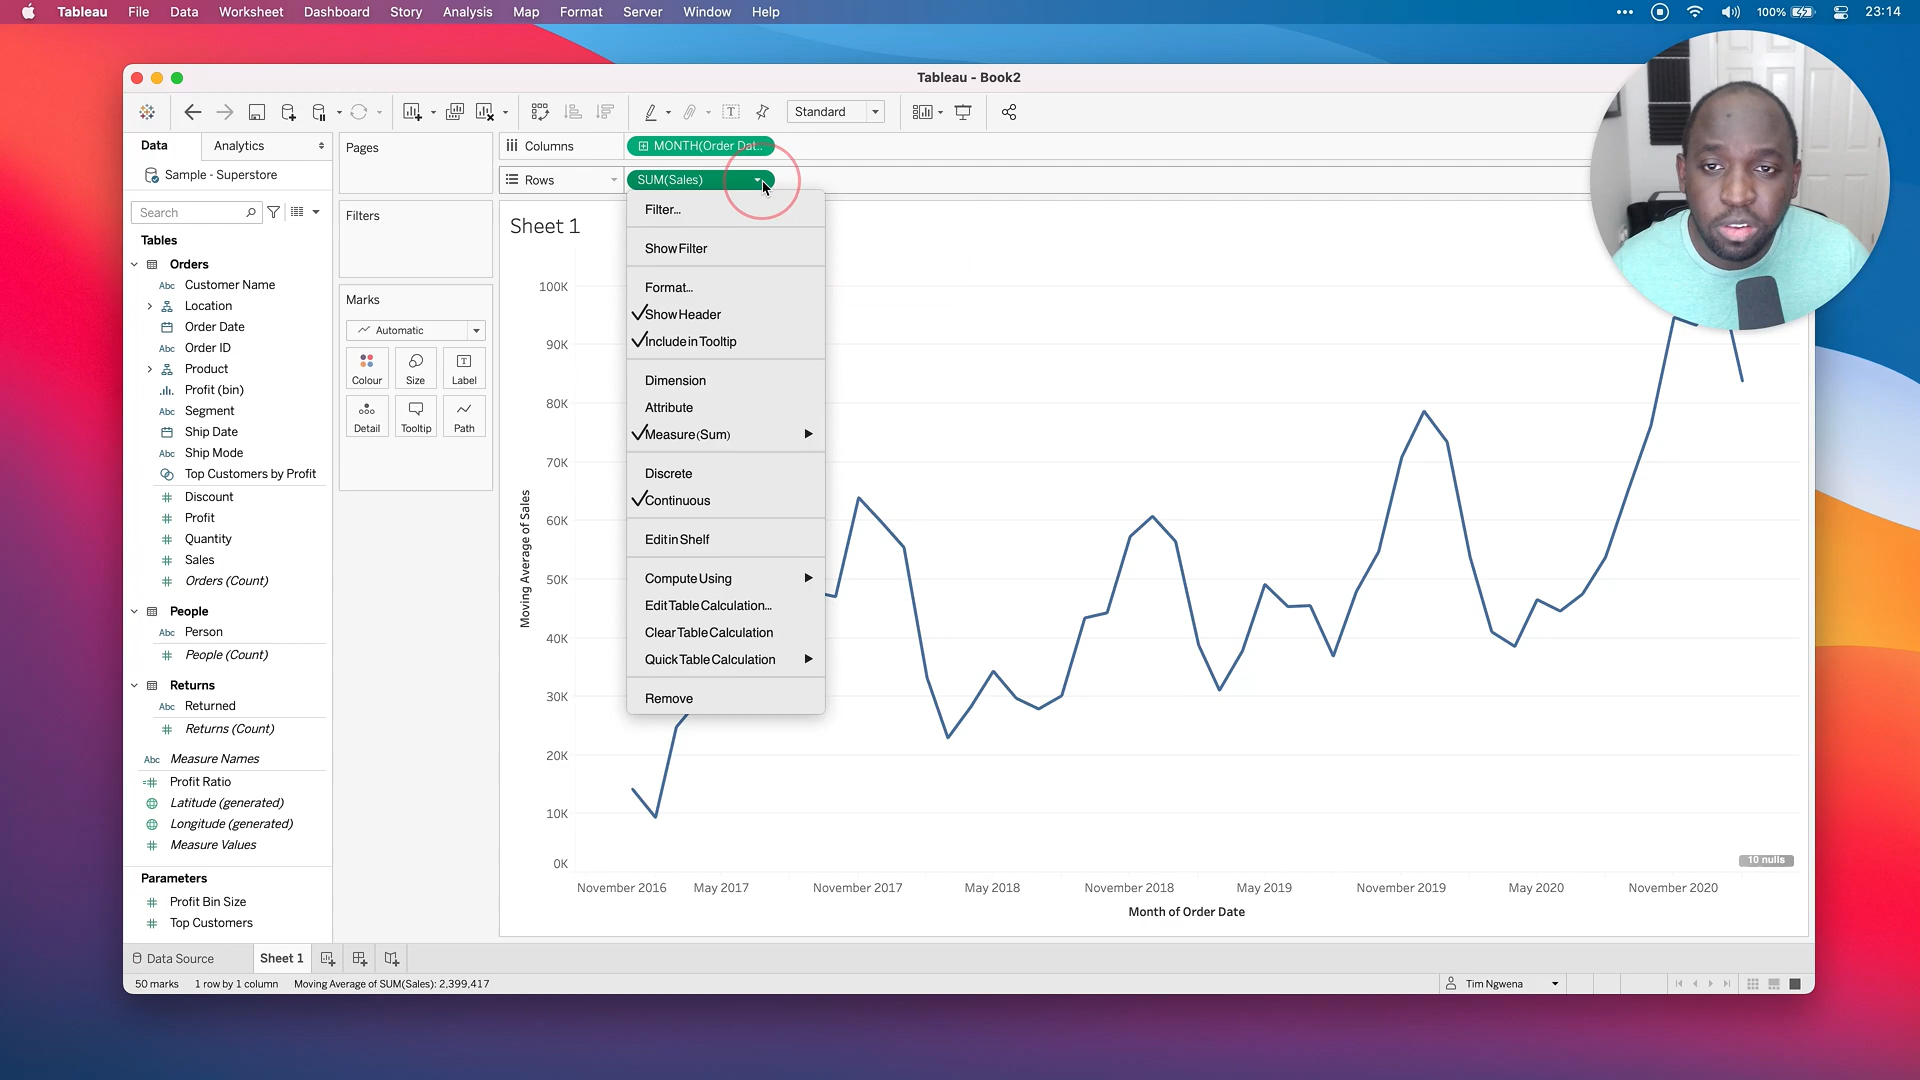 Tableau File Data Worksheet Dashboard Story Analysis Map Format Server Window Help 100% 23:14
Tableau - Book2
Standard
Data Analytics
Sample - Superstore
Search
Tables
Orders
Abc Customer Name
Location
Order Date
Abc Order ID
Product
Profit (bin)
Abc Segment
Ship Date
Abc Ship Mode
Top Customers by Profit
Discount
Profit
Quantity
Sales
Orders (Count)
People
Abc Person
People (Count)
Returns
Abc Returned
Returns (Count)
Abc Measure Names
Profit Ratio
Latitude (generated)
Longitude (generated)
Measure Values
Parameters
Profit Bin Size
Top Customers
Pages
Filters
Marks
Automatic
Colour Size Label
Detail Tooltip Path
Columns MONTH(Order Dat..
Rows SUM(Sales)
Sheet 1
Filter...
Show Filter
Format...
Show Header
Include in Tooltip
Dimension
Attribute
Measure (Sum)
Discrete
Continuous
Edit in Shelf
Compute Using
Edit Table Calculation...
Clear Table Calculation
Quick Table Calculation
Remove
Moving Average of Sales
100K
90K
80K
70K
60K
50K
40K
30K
20K
10K
0K
10 nulls
November 2016 May 2017 November 2017 May 2018 November 2018 May 2019 November 2019 May 2020 November 2020
Month of Order Date
Data Source Sheet 1
50 marks 1 row by 1 column Moving Average of SUM(Sales): 2,399,417 Tim Ngwena